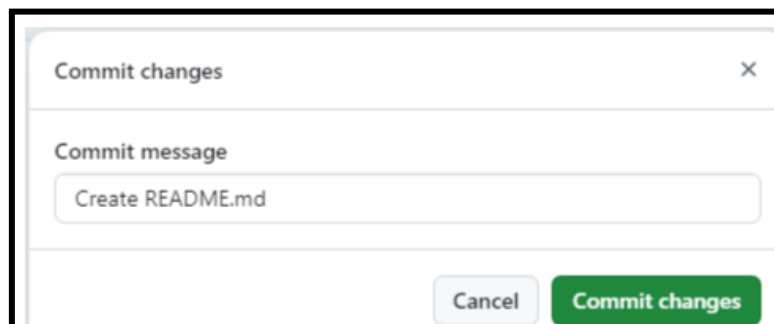 Commit changes ×
Commit message
Create README.md
Cancel Commit changes